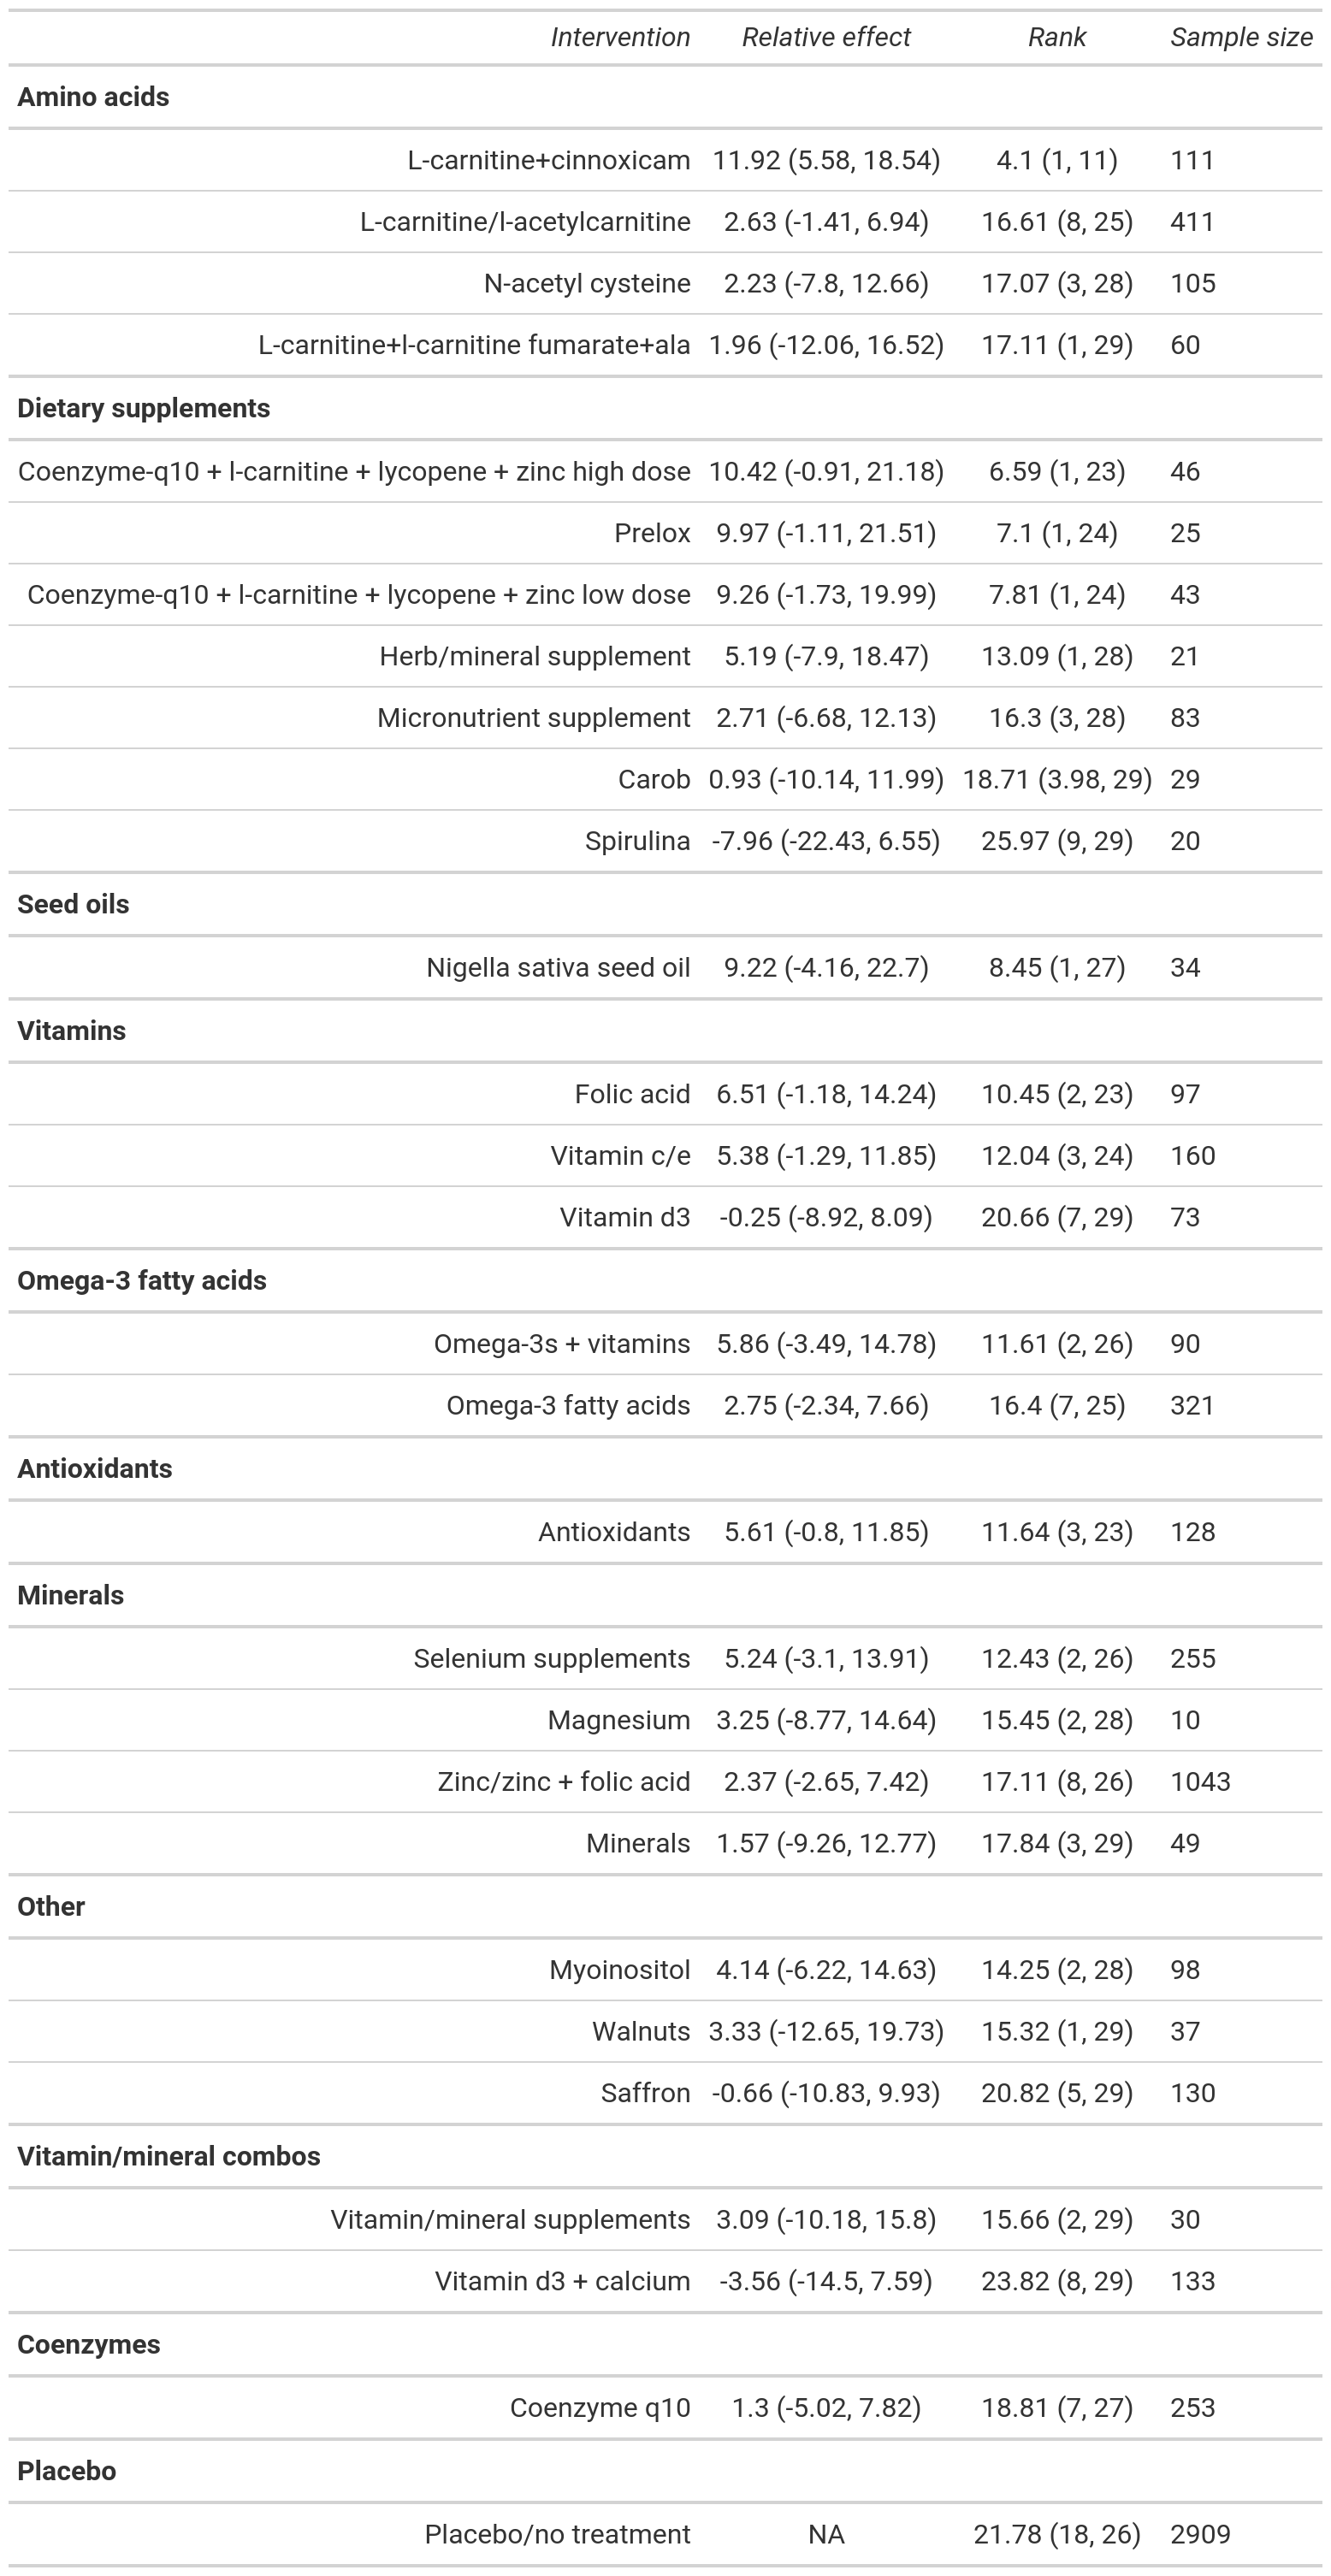 Intervention Relative effect Rank Sample size
Amino acids
L-carnitine+cinnoxicam 11.92 (5.58, 18.54) 4.1 (1, 11) 111
L-carnitine/l-acetylcarnitine 2.63 (-1.41, 6.94) 16.61 (8, 25) 411
N-acetyl cysteine 2.23 (-7.8, 12.66) 17.07 (3, 28) 105
L-carnitine+l-carnitine fumarate+ala 1.96 (-12.06, 16.52) 17.11 (1, 29) 60
Dietary supplements
Coenzyme-q10 + l-carnitine + lycopene + zinc high dose 10.42 (-0.91, 21.18) 6.59 (1, 23) 46
Prelox 9.97 (-1.11, 21.51) 7.1 (1, 24) 25
Coenzyme-q10 + l-carnitine + lycopene + zinc low dose 9.26 (-1.73, 19.99) 7.81 (1, 24) 43
Herb/mineral supplement 5.19 (-7.9, 18.47) 13.09 (1, 28) 21
Micronutrient supplement 2.71 (-6.68, 12.13) 16.3 (3, 28) 83
Carob 0.93 (-10.14, 11.99) 18.71 (3.98, 29) 29
Spirulina -7.96 (-22.43, 6.55) 25.97 (9, 29) 20
Seed oils
Nigella sativa seed oil 9.22 (-4.16, 22.7) 8.45 (1, 27) 34
Vitamins
Folic acid 6.51 (-1.18, 14.24) 10.45 (2, 23) 97
Vitamin c/e 5.38 (-1.29, 11.85) 12.04 (3, 24) 160
Vitamin d3 -0.25 (-8.92, 8.09) 20.66 (7, 29) 73
Omega-3 fatty acids
Omega-3s + vitamins 5.86 (-3.49, 14.78) 11.61 (2, 26) 90
Omega-3 fatty acids 2.75 (-2.34, 7.66) 16.4 (7, 25) 321
Antioxidants
Antioxidants 5.61 (-0.8, 11.85) 11.64 (3, 23) 128
Minerals
Selenium supplements 5.24 (-3.1, 13.91) 12.43 (2, 26) 255
Magnesium 3.25 (-8.77, 14.64) 15.45 (2, 28) 10
Zinc/zinc + folic acid 2.37 (-2.65, 7.42) 17.11 (8, 26) 1043
Minerals 1.57 (-9.26, 12.77) 17.84 (3, 29) 49
Other
Myoinositol 4.14 (-6.22, 14.63) 14.25 (2, 28) 98
Walnuts 3.33 (-12.65, 19.73) 15.32 (1, 29) 37
Saffron -0.66 (-10.83, 9.93) 20.82 (5, 29) 130
Vitamin/mineral combos
Vitamin/mineral supplements 3.09 (-10.18, 15.8) 15.66 (2, 29) 30
Vitamin d3 + calcium -3.56 (-14.5, 7.59) 23.82 (8, 29) 133
Coenzymes
Coenzyme q10 1.3 (-5.02, 7.82) 18.81 (7, 27) 253
Placebo
Placebo/no treatment NA 21.78 (18, 26) 2909